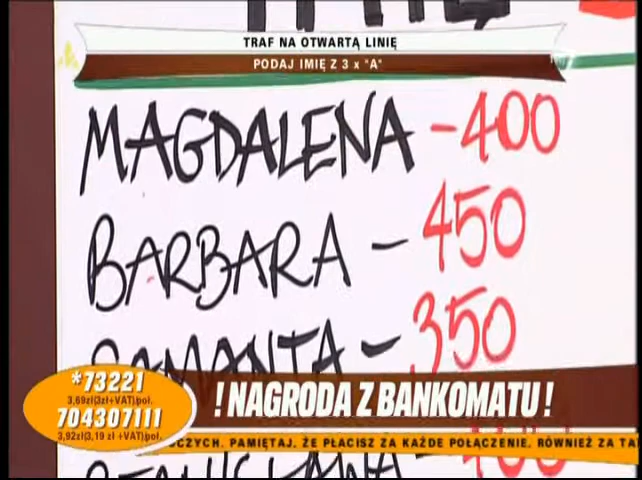 TRAF NA OTWARTĄ LINIĘ
PODAJ IMIĘ Z 3 x "A"
MAGDALENA - 400
BARBARA - 450
SAMANTA - 350
*73221
3,69zł(3zł+VAT)/poł.
704307111
3,92zł(3,19 zł +VAT)/poł.
! NAGRODA Z BANKOMATU !
PAMIĘTAJ, ŻE PŁACISZ ZA KAŻDE POŁĄCZENIE, RÓWNIEŻ ZA